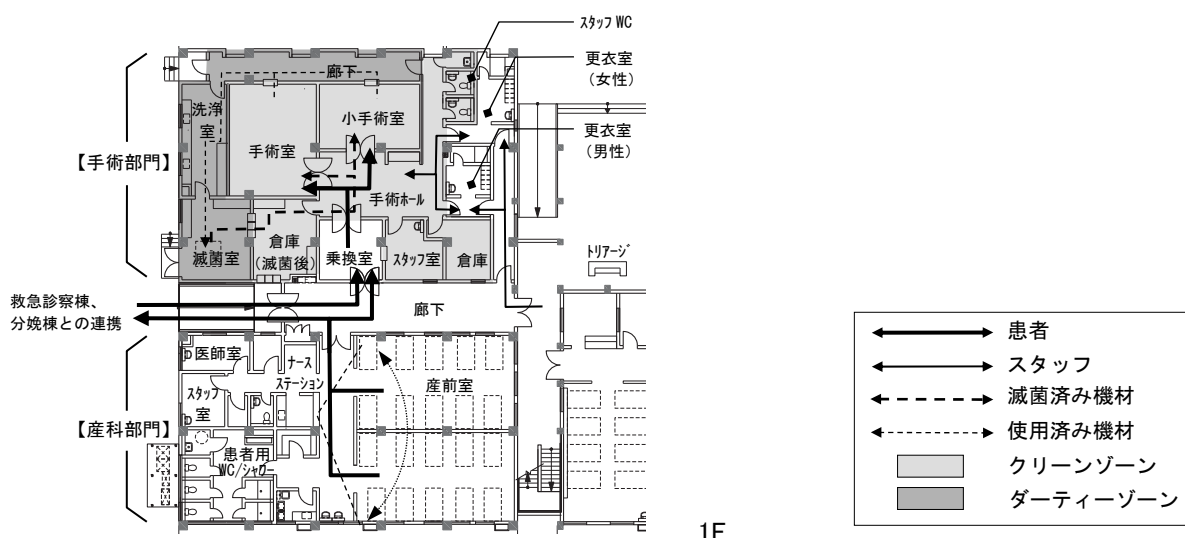 スタッフ WC
更衣室
(女性)
更衣室
(男性)
廊下
洗浄
室
小手術室
手術室
【手術部門】
手術ホール
倉庫
(滅菌後)
滅菌室
乗換室
スタッフ室
倉庫
トリアージ
救急診察棟、
分娩棟との連携
廊下
医師室
ナース
ステーション
スタッフ
室
産前室
【産科部門】
患者用
WC/シャワー
患者
スタッフ
滅菌済み機材
使用済み機材
クリーンゾーン
ダーティーゾーン
1F